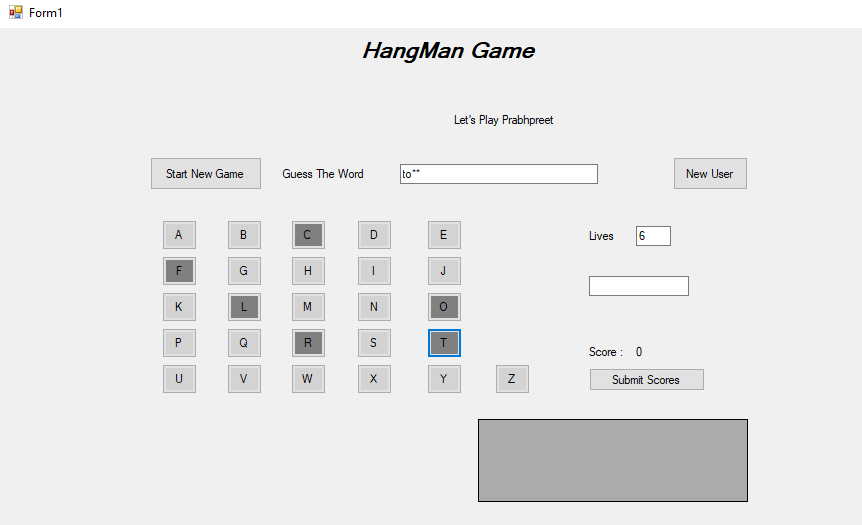 Form1
HangMan Game
Let's Play Prabhpreet
Start New Game Guess The Word to** New User
A B C D E Lives 6
F G H I J
K L M N O
P Q R S T
Score : 0
U V W X Y Z Submit Scores